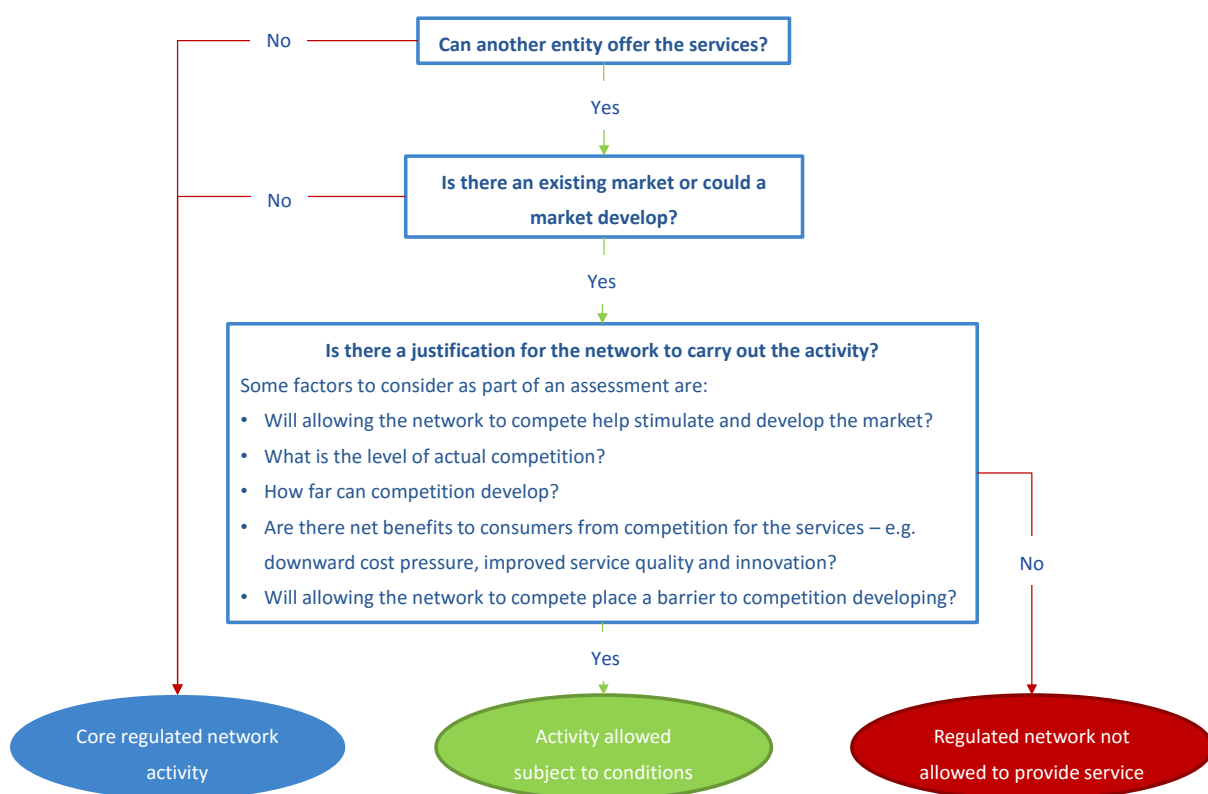 Can another entity offer the services?
No
Yes
Is there an existing market or could a
market develop?
No
Yes
Is there a justification for the network to carry out the activity?
Some factors to consider as part of an assessment are:
• Will allowing the network to compete help stimulate and develop the market?
• What is the level of actual competition?
• How far can competition develop?
• Are there net benefits to consumers from competition for the services – e.g.
downward cost pressure, improved service quality and innovation?
• Will allowing the network to compete place a barrier to competition developing?
No
Yes
Core regulated network
activity
Activity allowed
subject to conditions
Regulated network not
allowed to provide service